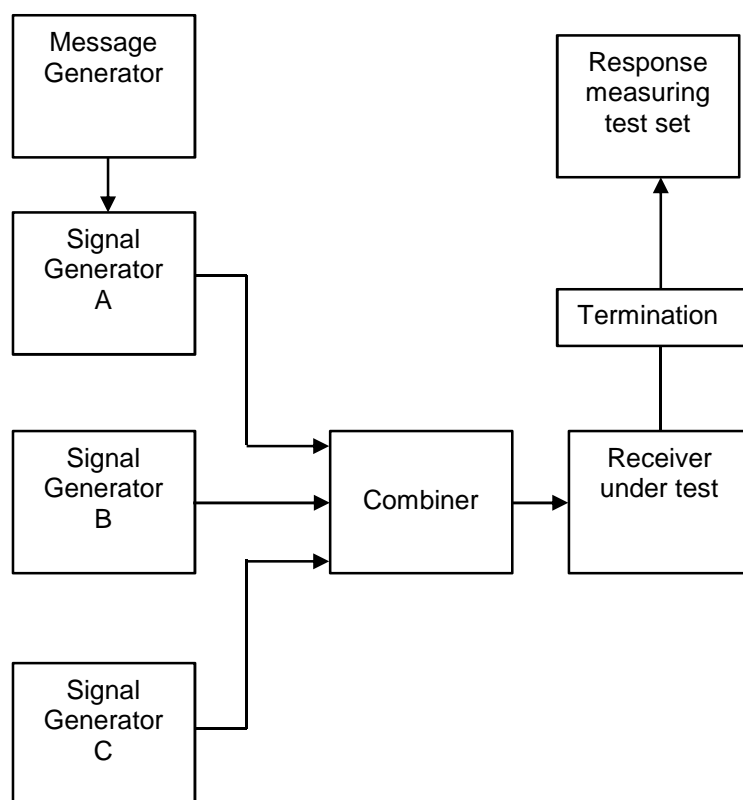 Message
Generator
Response
measuring
test set
Signal
Generator
A
Termination
Signal
Generator
B
Combiner
Receiver
under test
Signal
Generator
C